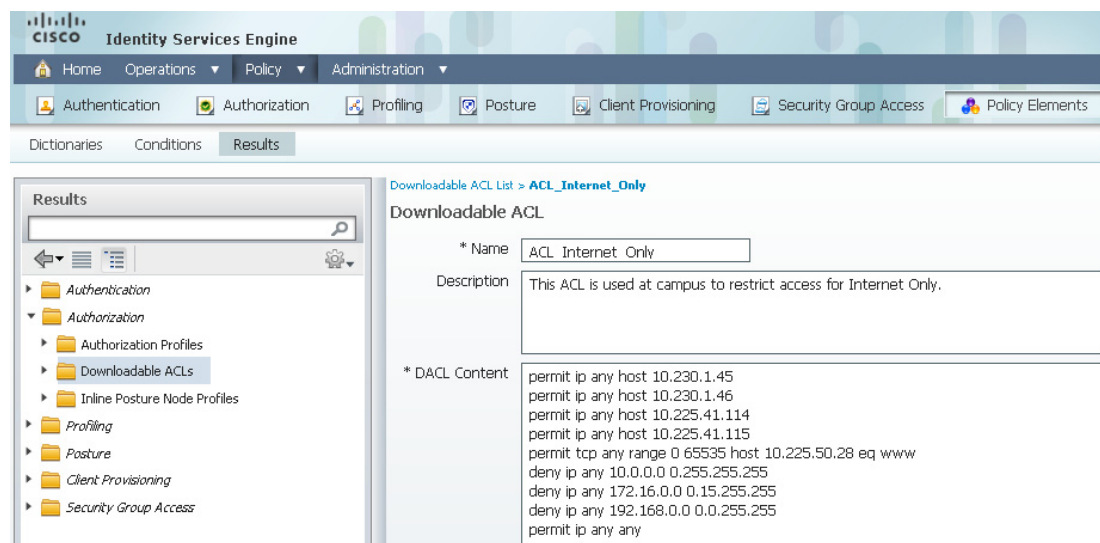 CISCO Identity Services Engine
Home Operations ▼ Policy ▼ Administration ▼
Authentication Authorization Profiling Posture Client Provisioning Security Group Access Policy Elements
Dictionaries Conditions Results
Results
Authentication
Authorization
Authorization Profiles
Downloadable ACLs
Inline Posture Node Profiles
Profiling
Posture
Client Provisioning
Security Group Access
Downloadable ACL List > ACL_Internet_Only
Downloadable ACL
* Name ACL_Internet_Only
Description This ACL is used at campus to restrict access for Internet Only.
* DACL Content permit ip any host 10.230.1.45
permit ip any host 10.230.1.46
permit ip any host 10.225.41.114
permit ip any host 10.225.41.115
permit tcp any range 0 65535 host 10.225.50.28 eq www
deny ip any 10.0.0.0 0.255.255.255
deny ip any 172.16.0.0 0.15.255.255
deny ip any 192.168.0.0 0.0.255.255
permit ip any any